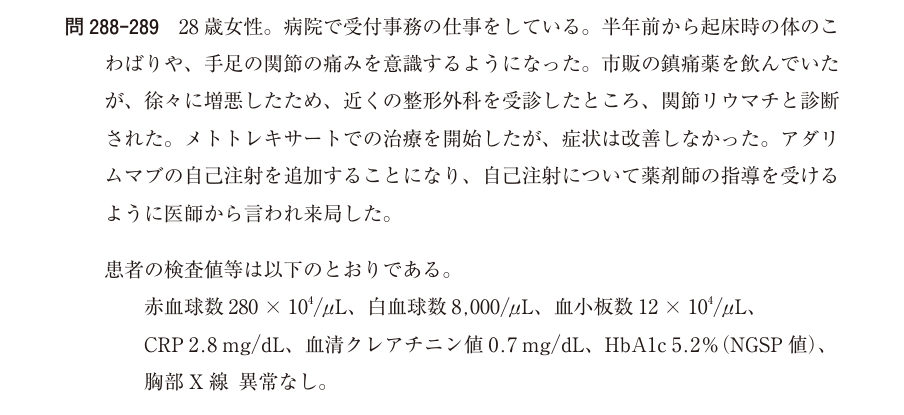 問 288-289　28 歳女性。病院で受付事務の仕事をしている。半年前から起床時の体のこ
わばりや、手足の関節の痛みを意識するようになった。市販の鎮痛薬を飲んでいた
が、徐々に増悪したため、近くの整形外科を受診したところ、関節リウマチと診断
された。メトトレキサートでの治療を開始したが、症状は改善しなかった。アダリ
ムマブの自己注射を追加することになり、自己注射について薬剤師の指導を受ける
ように医師から言われ来局した。
患者の検査値等は以下のとおりである。
赤血球数 280 × 10⁴/μL、白血球数 8,000/μL、血小板数 12 × 10⁴/μL、
CRP 2.8 mg/dL、血清クレアチニン値 0.7 mg/dL、HbA1c 5.2％（NGSP 値）、
胸部 X 線 異常なし。